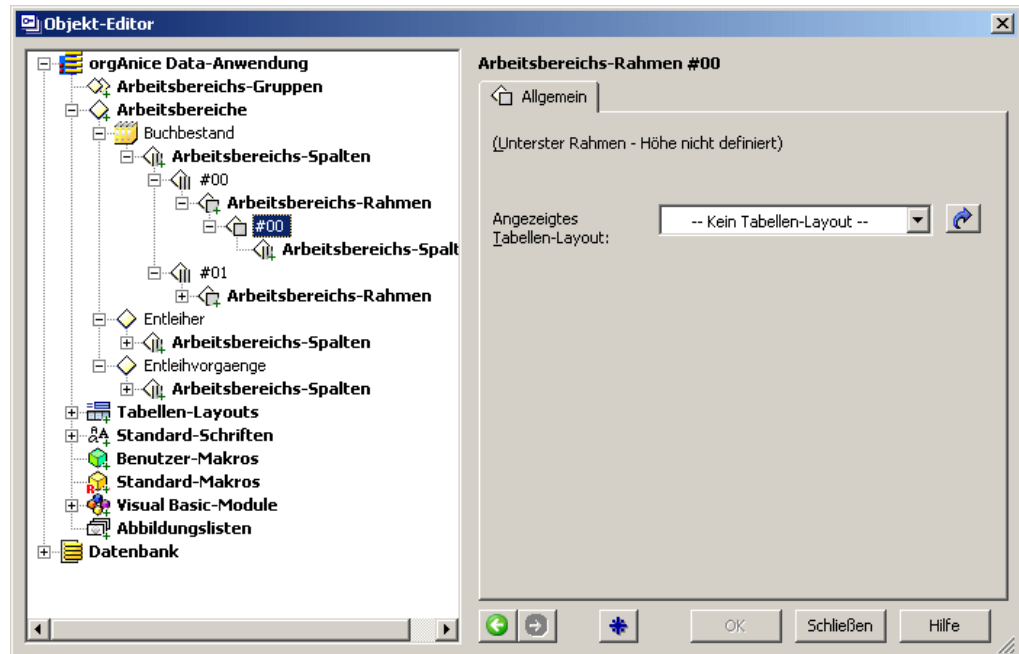 Objekt-Editor
orgAnice Data-Anwendung
Arbeitsbereichs-Gruppen
Arbeitsbereiche
Buchbestand
Arbeitsbereichs-Spalten
#00
Arbeitsbereichs-Rahmen
#00
Arbeitsbereichs-Spalt
#01
Arbeitsbereichs-Rahmen
Entleiher
Arbeitsbereichs-Spalten
Entleihvorgaenge
Arbeitsbereichs-Spalten
Tabellen-Layouts
Standard-Schriften
Benutzer-Makros
Standard-Makros
Visual Basic-Module
Abbildungslisten
Datenbank
Arbeitsbereichs-Rahmen #00
Allgemein
(Unterster Rahmen - Höhe nicht definiert)
Angezeigtes
Tabellen-Layout:
-- Kein Tabellen-Layout --
OK
Schließen
Hilfe